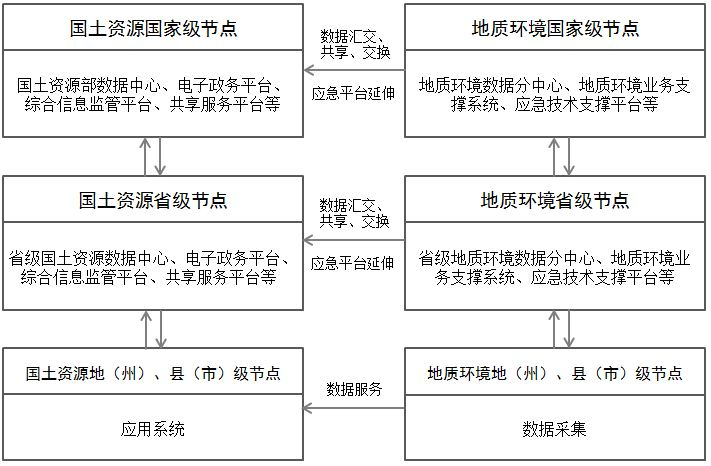 国土资源国家级节点
国土资源部数据中心、电子政务平台、
综合信息监管平台、共享服务平台等
数据汇交、
共享、交换
应急平台延伸
地质环境国家级节点
地质环境数据分中心、地质环境业务支
撑系统、应急技术支撑平台等
国土资源省级节点
省级国土资源数据中心、电子政务平台、
综合信息监管平台、共享服务平台等
数据汇交、
共享、交换
应急平台延伸
地质环境省级节点
省级地质环境数据分中心、地质环境业
务支撑系统、应急技术支撑平台等
国土资源地（州）、县（市）级节点
应用系统
数据服务
地质环境地（州）、县（市）级节点
数据采集